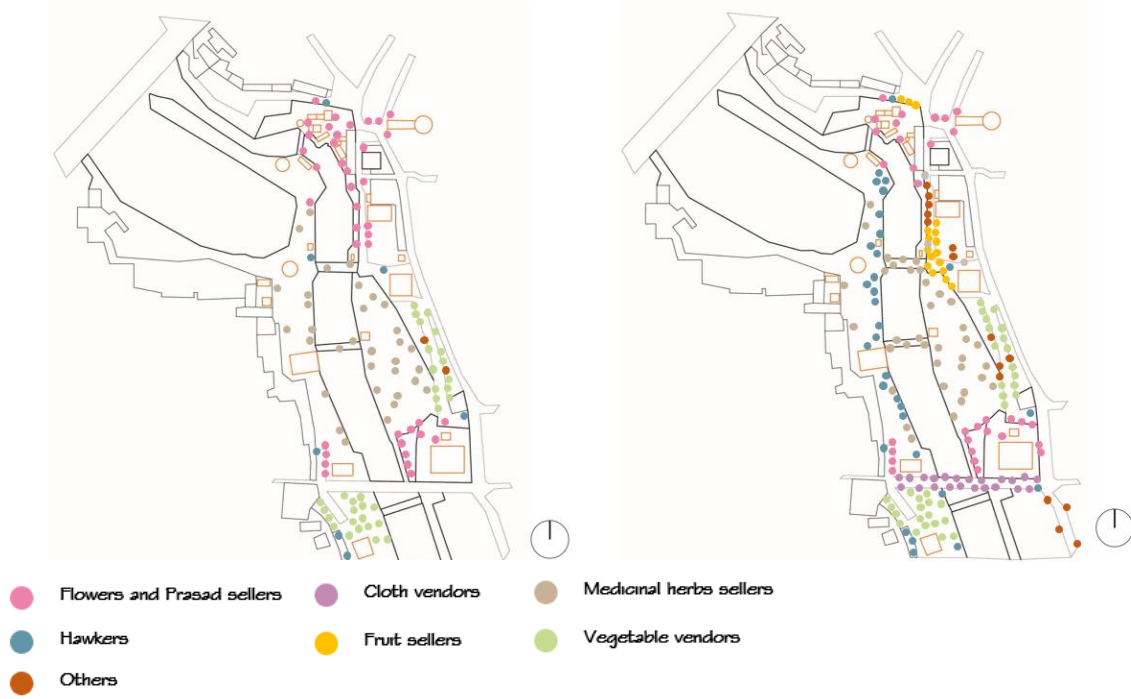 Flowers and Prasad sellers
Cloth vendors
Medicinal herbs sellers
Hawkers
Fruit sellers
Vegetable vendors
Others